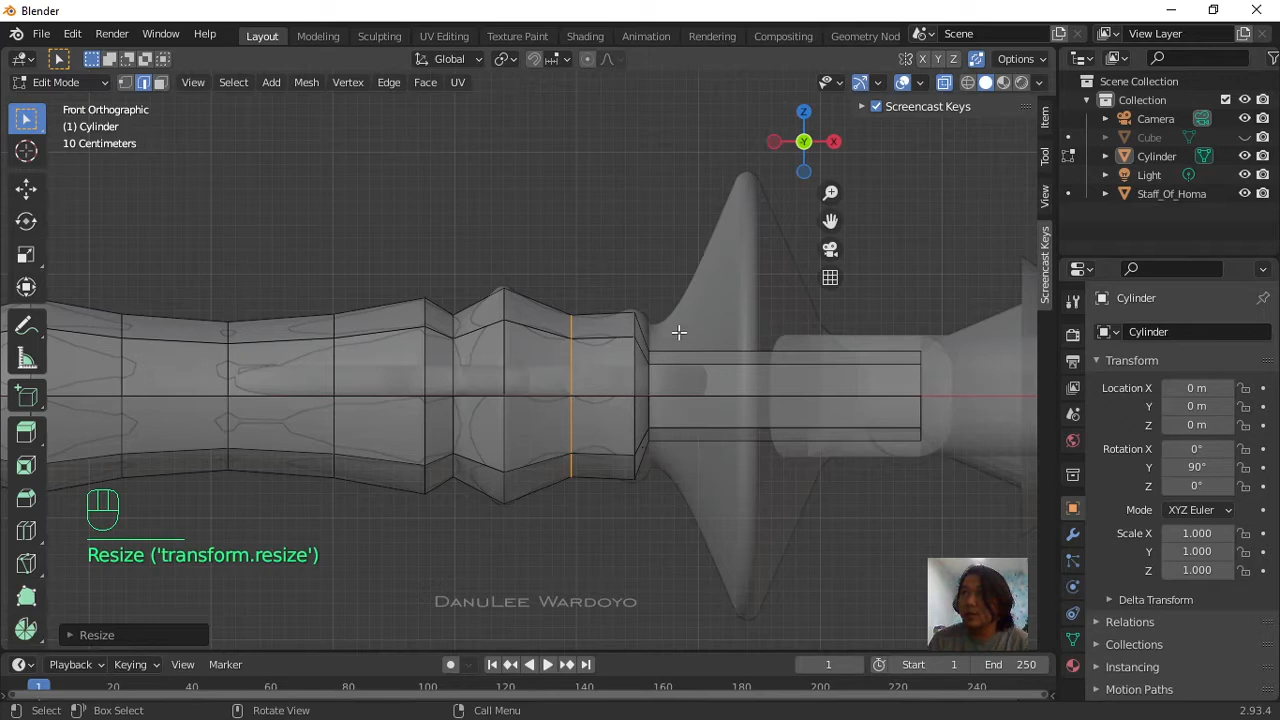 Blender
File Edit Render Window Help Layout Modeling Sculpting UV Editing Texture Paint Shading Animation Rendering Compositing Geometry Nod Scene View Layer
Global X Y Z Options
Edit Mode View Select Add Mesh Vertex Edge Face UV
Front Orthographic
(1) Cylinder
10 Centimeters
Screencast Keys
Z
Y
X
Item
Tool
View
Screencast Keys
Scene Collection
Collection
Camera
Cube
Cylinder
Light
Staff_Of_Homa
Cylinder
Cylinder
Transform
Location X 0 m
Y 0 m
Z 0 m
Rotation X 0°
Y 90°
Z 0°
Mode XYZ Euler
Scale X 1.000
Y 1.000
Z 1.000
Delta Transform
Relations
Collections
Instancing
Motion Paths
Resize ('transform.resize')
DanuLee Wardoyo
Resize
Playback Keying View Marker 1 Start 1 End 250
1 20 40 60 80 100 120 140 160 180 200 220 240
Select Box Select Rotate View Call Menu 2.93.4